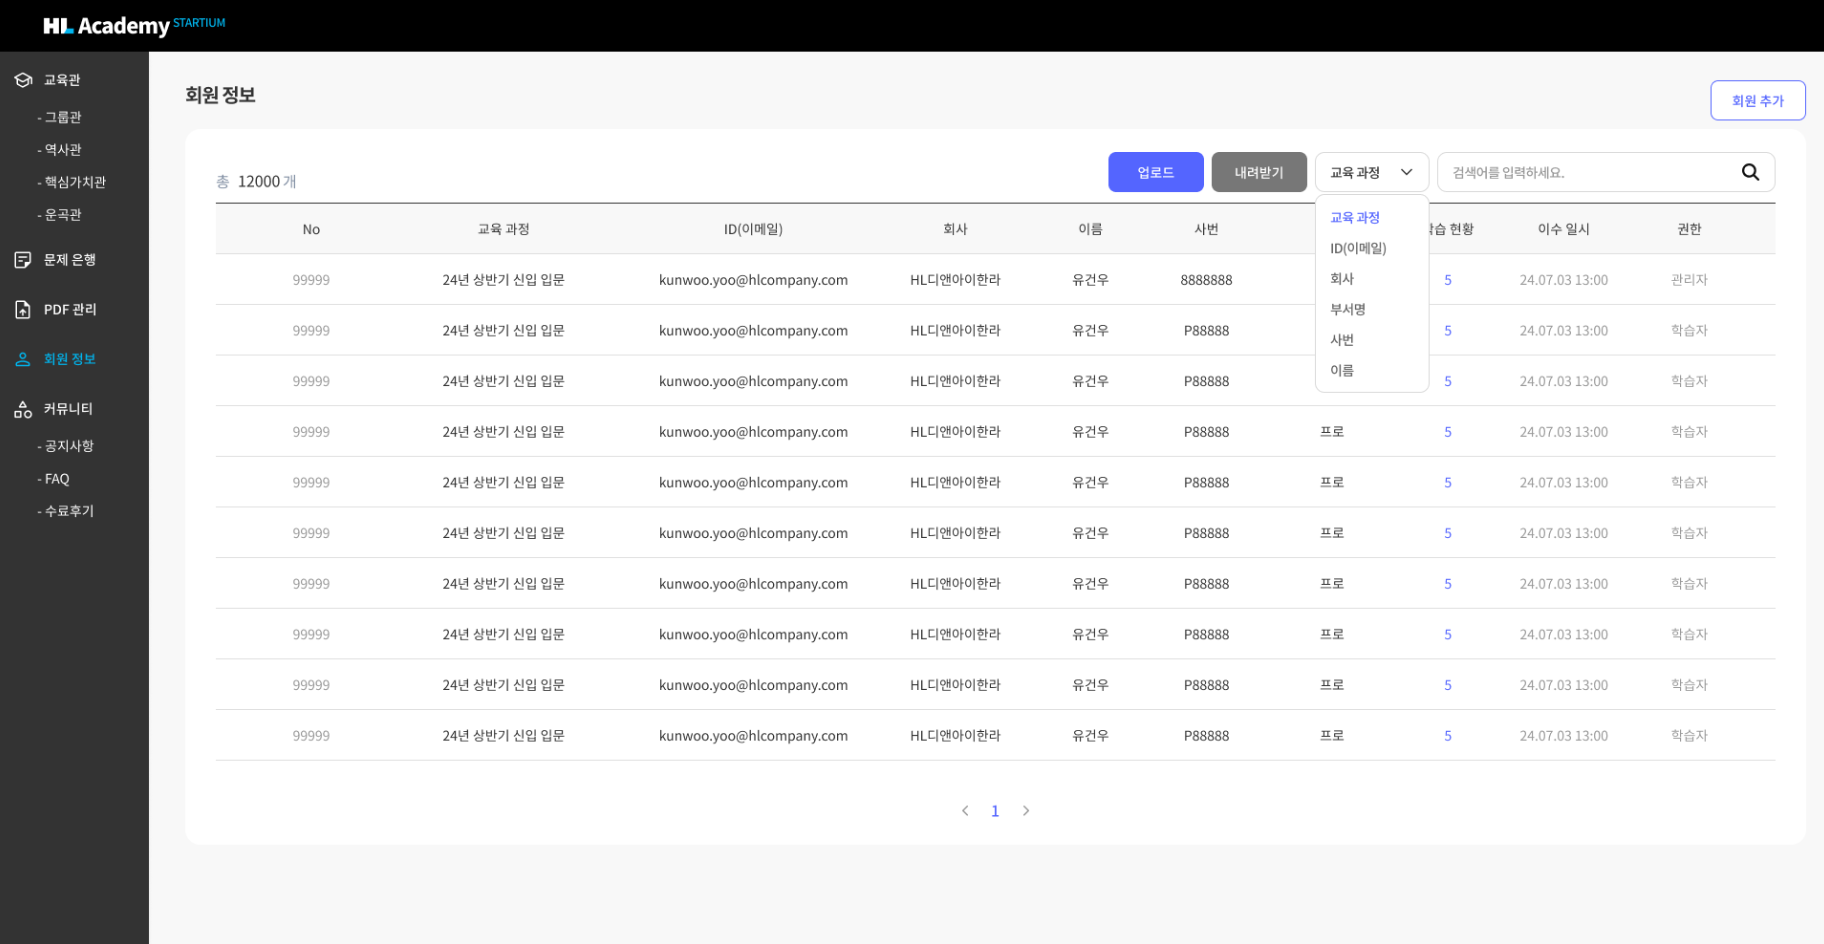 HL Academy STARTIUM
교육관
- 그룹관
- 역사관
- 핵심가치관
- 운곡관
문제 은행
PDF 관리
회원 정보
커뮤니티
- 공지사항
- FAQ
- 수료후기
회원 정보
회원 추가
총 12000 개
업로드 내려받기 교육 과정 검색어를 입력하세요.
교육 과정
ID(이메일)
회사
부서명
사번
이름
No 교육 과정 ID(이메일) 회사 이름 사번 습 현황 이수 일시 권한
99999 24년 상반기 신입 입문 kunwoo.yoo@hlcompany.com HL디앤아이한라 유건우 8888888 5 24.07.03 13:00 관리자
99999 24년 상반기 신입 입문 kunwoo.yoo@hlcompany.com HL디앤아이한라 유건우 P88888 5 24.07.03 13:00 학습자
99999 24년 상반기 신입 입문 kunwoo.yoo@hlcompany.com HL디앤아이한라 유건우 P88888 5 24.07.03 13:00 학습자
99999 24년 상반기 신입 입문 kunwoo.yoo@hlcompany.com HL디앤아이한라 유건우 P88888 프로 5 24.07.03 13:00 학습자
99999 24년 상반기 신입 입문 kunwoo.yoo@hlcompany.com HL디앤아이한라 유건우 P88888 프로 5 24.07.03 13:00 학습자
99999 24년 상반기 신입 입문 kunwoo.yoo@hlcompany.com HL디앤아이한라 유건우 P88888 프로 5 24.07.03 13:00 학습자
99999 24년 상반기 신입 입문 kunwoo.yoo@hlcompany.com HL디앤아이한라 유건우 P88888 프로 5 24.07.03 13:00 학습자
99999 24년 상반기 신입 입문 kunwoo.yoo@hlcompany.com HL디앤아이한라 유건우 P88888 프로 5 24.07.03 13:00 학습자
99999 24년 상반기 신입 입문 kunwoo.yoo@hlcompany.com HL디앤아이한라 유건우 P88888 프로 5 24.07.03 13:00 학습자
99999 24년 상반기 신입 입문 kunwoo.yoo@hlcompany.com HL디앤아이한라 유건우 P88888 프로 5 24.07.03 13:00 학습자
1